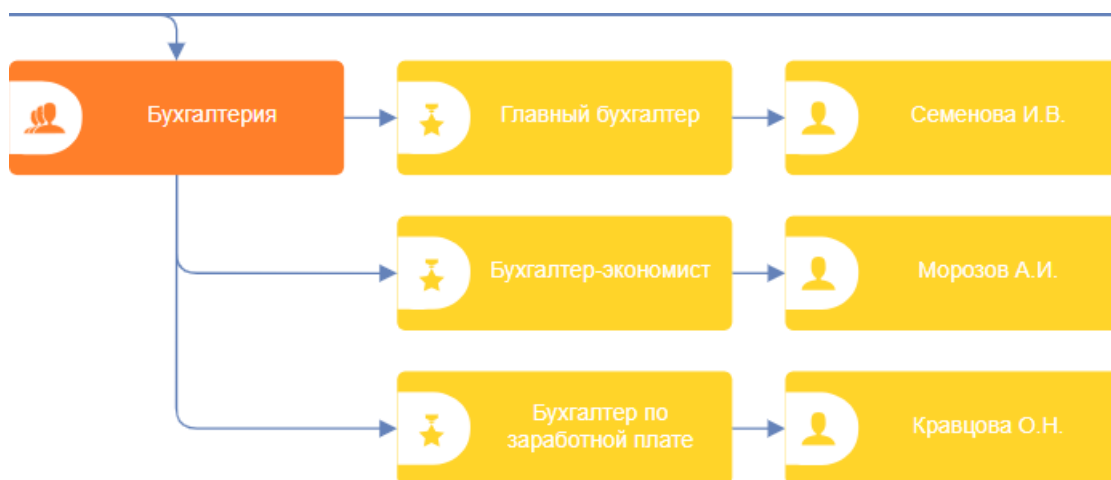 Бухгалтерия
Главный бухгалтер
Семенова И.В.
Бухгалтер-экономист
Морозов А.И.
Бухгалтер по
заработной плате
Кравцова О.Н.